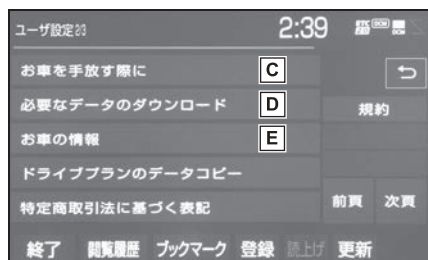 ユーザ設定2/3 2:39 ETC DCM
お車を手放す際に C
必要なデータのダウンロード D 規約
お車の情報 E
ドライブプランのデータコピー
特定商取引法に基づく表記 前頁 次頁
終了 閲覧履歴 ブックマーク 登録 読上げ 更新